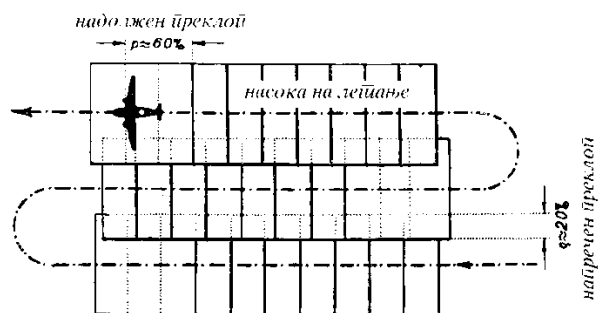 надолжен преклоп
p≈60%
насока на летање
q≈20%
напречен преклоп